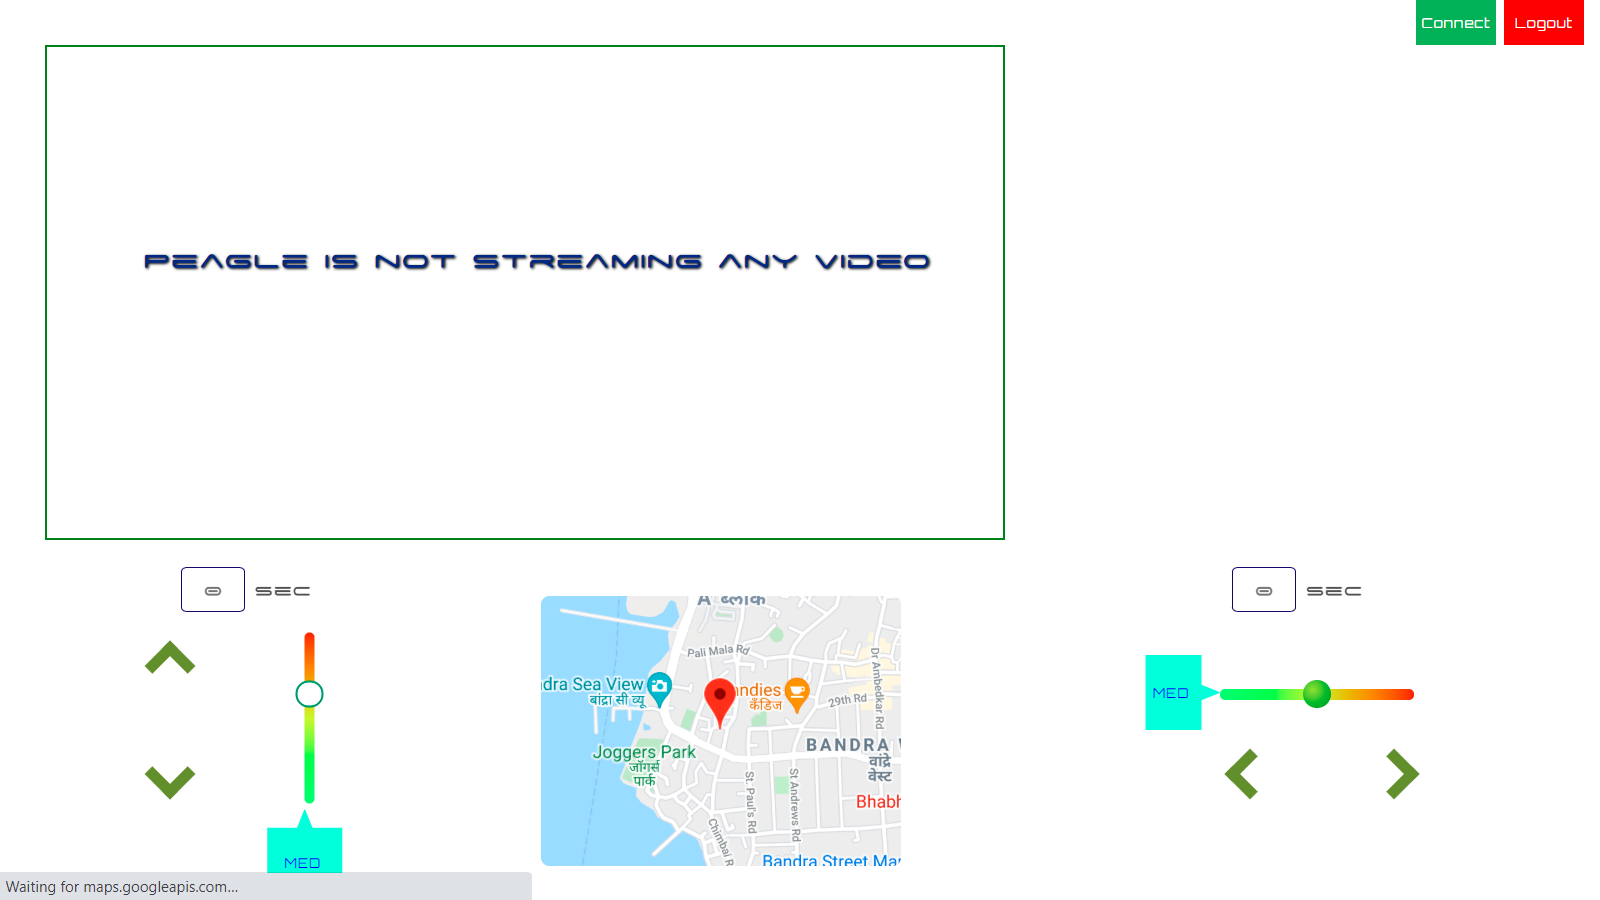 Connect
Logout
PEAGLE IS NOT STREAMING ANY VIDEO
0
SEC
0
SEC
Pali Mala Rd
Dr Ambedkar Rd
dra Sea View
बांद्रा सी व्यू
ndies
कँडिज
29th Rd
MED
Joggers Park
जॉगर्स
पार्क
BANDRA
वांद्रे
वेस्ट
St. Paul's Rd
St Andrews Rd
Bhabh
Chimbai R
Bandra Street Mar
MED
Waiting for maps.googleapis.com...